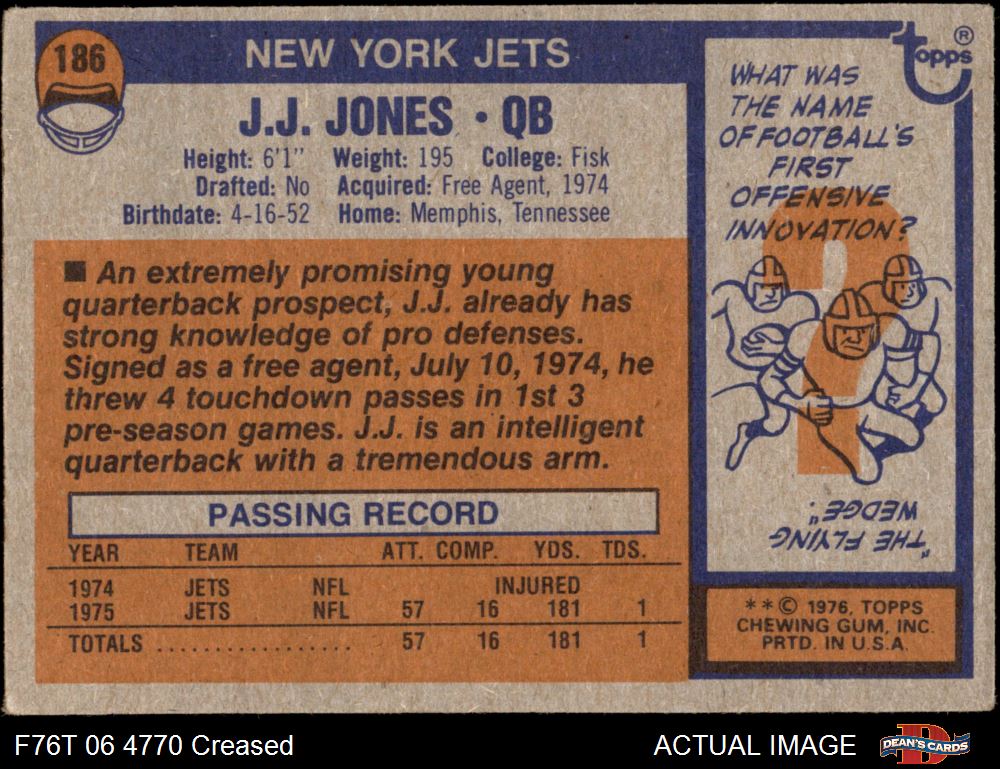 186
NEW YORK JETS
J.J. JONES · QB
Height: 6'1" Weight: 195 College: Fisk
Drafted: No Acquired: Free Agent, 1974
Birthdate: 4-16-52 Home: Memphis, Tennessee
■ An extremely promising young
quarterback prospect, J.J. already has
strong knowledge of pro defenses.
Signed as a free agent, July 10, 1974, he
threw 4 touchdown passes in 1st 3
pre-season games. J.J. is an intelligent
quarterback with a tremendous arm.
PASSING RECORD
YEAR TEAM ATT. COMP. YDS. TDS.
1974 JETS NFL INJURED
1975 JETS NFL 57 16 181 1
TOTALS .................. 57 16 181 1
topps ®
WHAT WAS
THE NAME
OF FOOTBALL'S
FIRST
OFFENSIVE
INNOVATION?
?
"THE FLYING
WEDGE".
**© 1976, TOPPS
CHEWING GUM, INC.
PRTD. IN U.S.A.
F76T 06 4770 Creased
ACTUAL IMAGE
DEAN'S CARDS